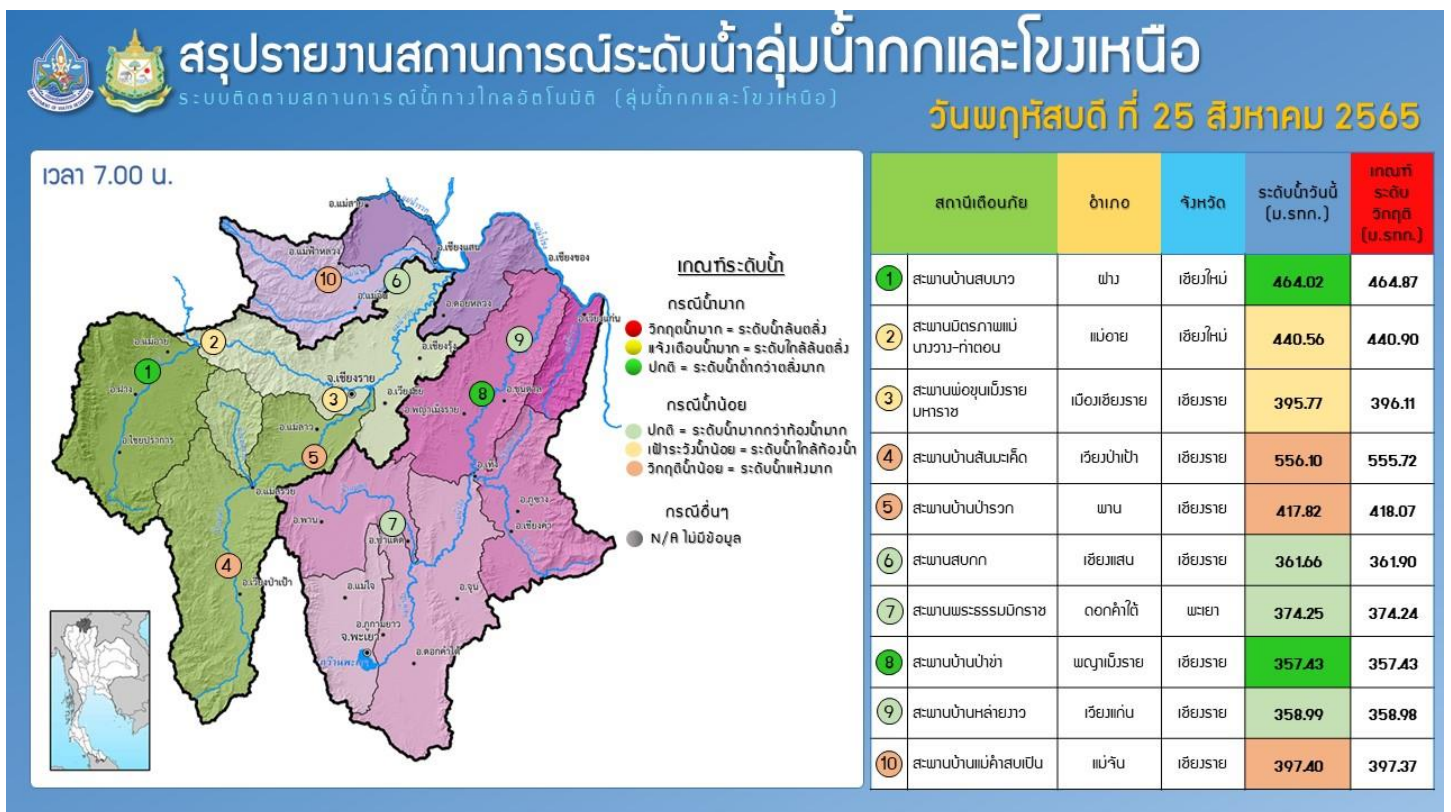 สรุปรายงานสถานการณ์ระดับน้ำลุ่มน้ำกกและโขงเหนือ
ระบบติดตามสถานการณ์น้ำทางไกลอัตโนมัติ (ลุ่มน้ำกกและโขงเหนือ)
วันพฤหัสบดี ที่ 25 สิงหาคม 2565
เวลา 7.00 น.
อ.แม่สาย
แม่น้ำรวก
อ.แม่ฟ้าหลวง
อ.เชียงแสน
แม่น้ำโขง
อ.เชียงของ
10
6
อ.แม่จัน
อ.ดอยหลวง
อ.เวียงแก่น
อ.แม่อาย
2
9
อ.เชียงรุ้ง
1
จ.เชียงราย
อ.ฝาง
3
อ.เวียงชัย
8
อ.ขุนตาล
อ.พญาเม็งราย
อ.แม่ลาว
อ.ไชยปราการ
5
อ.เทิง
อ.แม่สรวย
อ.ภูซาง
อ.พาน
7
อ.เชียงคำ
อ.ป่าแดด
4
อ.เวียงป่าเป้า
อ.แม่ใจ
อ.จุน
อ.ภูกามยาว
จ.พะเยา
กว๊านพะเยา
อ.ดอกคำใต้
เกณฑ์ระดับน้ำ
กรณีน้ำมาก
วิกฤตน้ำมาก = ระดับน้ำล้นตลิ่ง
แจ้งเตือนน้ำมาก = ระดับใกล้ล้นตลิ่ง
ปกติ = ระดับน้ำต่ำกว่าตลิ่งมาก
กรณีน้ำน้อย
ปกติ = ระดับน้ำมากกว่าท้องน้ำมาก
เฝ้าระวังน้ำน้อย = ระดับน้ำใกล้ท้องน้ำ
วิกฤติน้ำน้อย = ระดับน้ำแห้งมาก
กรณีอื่นๆ
N/A ไม่มีข้อมูล
สถานีเตือนภัย อำเภอ จังหวัด ระดับน้ำวันนี้ (ม.รทก.) เกณฑ์ระดับวิกฤติ (ม.รทก.)
1 สะพานบ้านสบมาว ฝาง เชียงใหม่ 464.02 464.87
2 สะพานมิตรภาพแม่นางวาง-ท่าตอน แม่อาย เชียงใหม่ 440.56 440.90
3 สะพานพ่อขุนเม็งรายมหาราช เมืองเชียงราย เชียงราย 395.77 396.11
4 สะพานบ้านสันมะเค็ด เวียงป่าเป้า เชียงราย 556.10 555.72
5 สะพานบ้านป่ารวก พาน เชียงราย 417.82 418.07
6 สะพานสบกก เชียงแสน เชียงราย 361.66 361.90
7 สะพานพระธรรมมิกราช ดอกคำใต้ พะเยา 374.25 374.24
8 สะพานบ้านป่าข่า พญาเม็งราย เชียงราย 357.43 357.43
9 สะพานบ้านหล่ายงาว เวียงแก่น เชียงราย 358.99 358.98
10 สะพานบ้านแม่คำสบเปิน แม่จัน เชียงราย 397.40 397.37